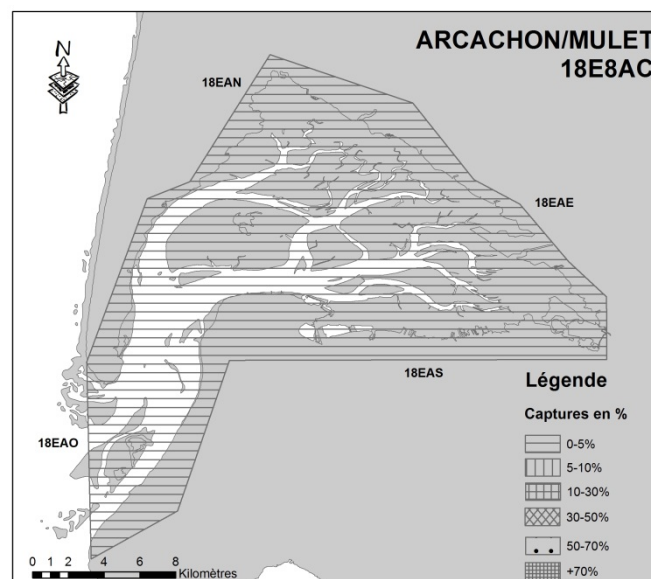 ARCACHON/MULET
18E8AC
N
18EAN
18EAE
18EAS
18EAO
Légende
Captures en %
0-5%
5-10%
10-30%
30-50%
50-70%
+70%
0 1 2 4 6 8
Kilomètres